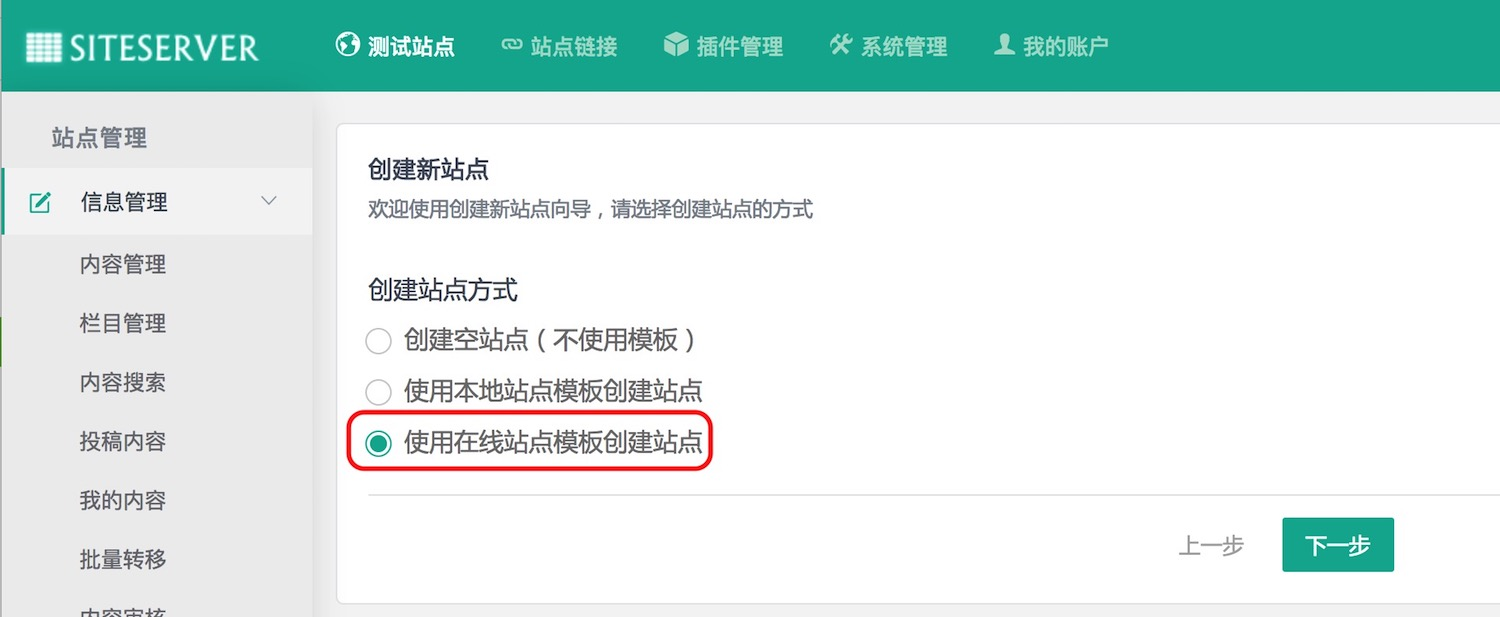 SITESERVER 测试站点 站点链接 插件管理 系统管理 我的账户
站点管理
信息管理
内容管理
栏目管理
内容搜索
投稿内容
我的内容
批量转移
内容审核
创建新站点
欢迎使用创建新站点向导，请选择创建站点的方式
创建站点方式
创建空站点（不使用模板）
使用本地站点模板创建站点
使用在线站点模板创建站点
上一步 下一步